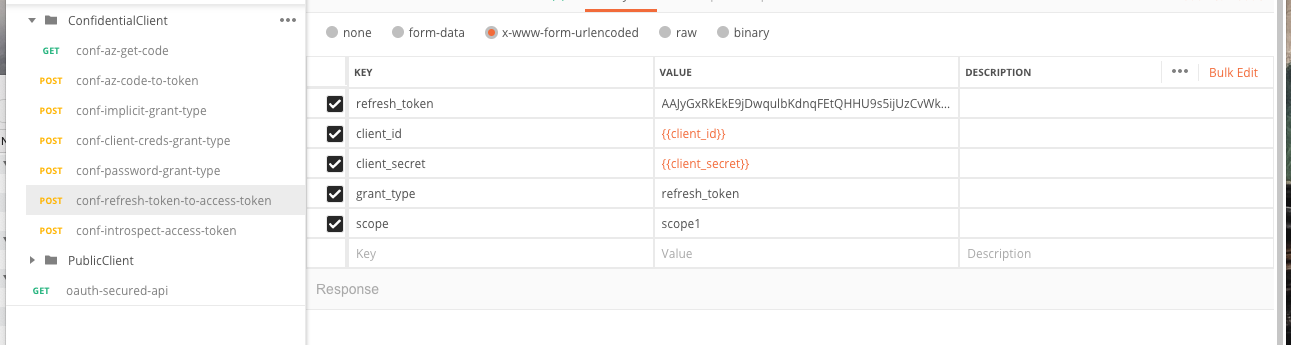 ConfidentialClient
GET conf-az-get-code
POST conf-az-code-to-token
POST conf-implicit-grant-type
POST conf-client-creds-grant-type
POST conf-password-grant-type
POST conf-refresh-token-to-access-token
POST conf-introspect-access-token
PublicClient
GET oauth-secured-api
none form-data x-www-form-urlencoded raw binary
KEY VALUE DESCRIPTION ••• Bulk Edit
refresh_token
client_id {{client_id}}
client_secret {{client_secret}}
grant_type refresh_token
scope scope1
Key Value Description
Response